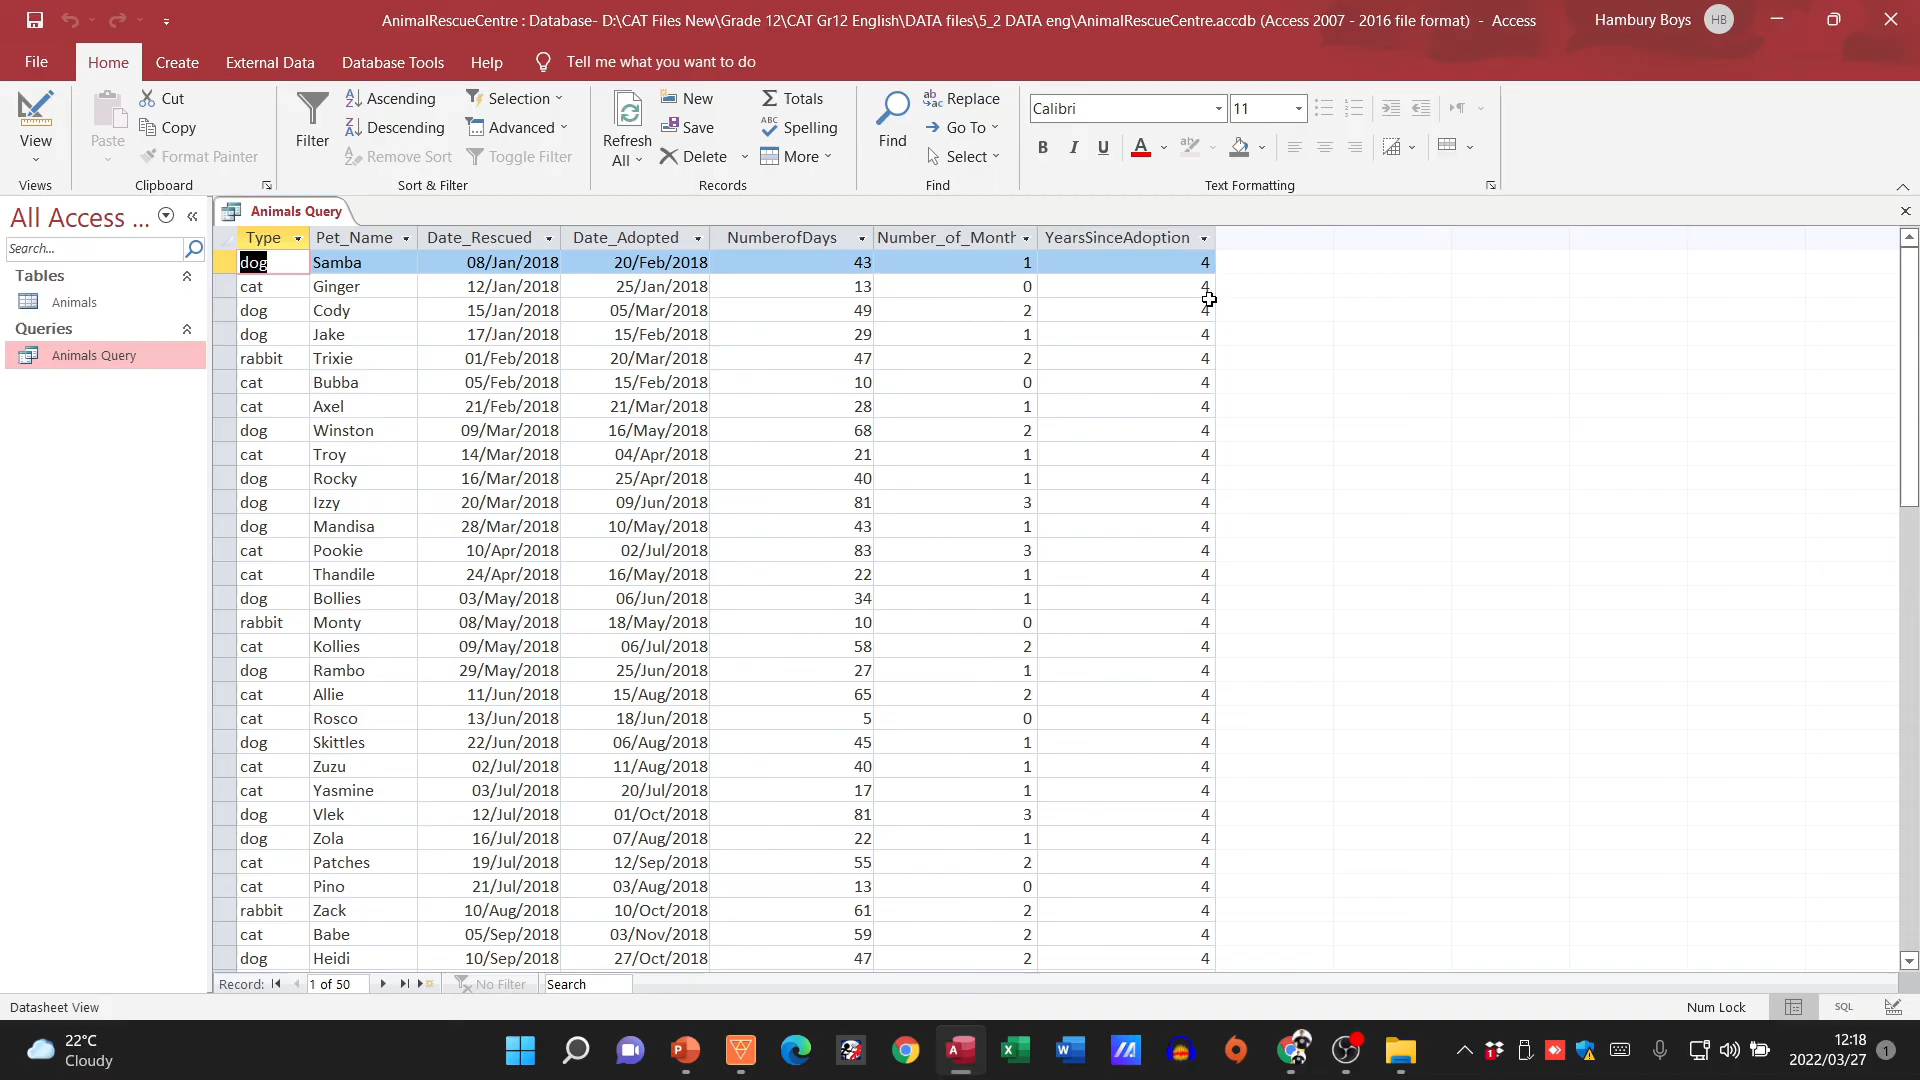 AnimalRescueCentre : Database- D:\CAT Files New\Grade 12\CAT Gr12 English\DATA files\5_2 DATA eng\AnimalRescueCentre.accdb (Access 2007 - 2016 file format) - Access
Hambury Boys HB
File Home Create External Data Database Tools Help Tell me what you want to do
View Paste Cut Copy Format Painter
Filter Ascending Descending Remove Sort Selection Advanced Toggle Filter
Refresh All New Save Delete Totals Spelling More
Find Replace Go To Select
Calibri 11
B I U A
Views Clipboard Sort & Filter Records Find Text Formatting
All Access ...
Search...
Tables
Animals
Queries
Animals Query
Animals Query
Type Pet_Name Date_Rescued Date_Adopted NumberofDays Number_of_Month YearsSinceAdoption
dog Samba 08/Jan/2018 20/Feb/2018 43 1 4
cat Ginger 12/Jan/2018 25/Jan/2018 13 0 4
dog Cody 15/Jan/2018 05/Mar/2018 49 2 4
dog Jake 17/Jan/2018 15/Feb/2018 29 1 4
rabbit Trixie 01/Feb/2018 20/Mar/2018 47 2 4
cat Bubba 05/Feb/2018 15/Feb/2018 10 0 4
cat Axel 21/Feb/2018 21/Mar/2018 28 1 4
dog Winston 09/Mar/2018 16/May/2018 68 2 4
cat Troy 14/Mar/2018 04/Apr/2018 21 1 4
dog Rocky 16/Mar/2018 25/Apr/2018 40 1 4
dog Izzy 20/Mar/2018 09/Jun/2018 81 3 4
dog Mandisa 28/Mar/2018 10/May/2018 43 1 4
cat Pookie 10/Apr/2018 02/Jul/2018 83 3 4
cat Thandile 24/Apr/2018 16/May/2018 22 1 4
dog Bollies 03/May/2018 06/Jun/2018 34 1 4
rabbit Monty 08/May/2018 18/May/2018 10 0 4
cat Kollies 09/May/2018 06/Jul/2018 58 2 4
dog Rambo 29/May/2018 25/Jun/2018 27 1 4
cat Allie 11/Jun/2018 15/Aug/2018 65 2 4
cat Rosco 13/Jun/2018 18/Jun/2018 5 0 4
dog Skittles 22/Jun/2018 06/Aug/2018 45 1 4
cat Zuzu 02/Jul/2018 11/Aug/2018 40 1 4
cat Yasmine 03/Jul/2018 20/Jul/2018 17 1 4
dog Vlek 12/Jul/2018 01/Oct/2018 81 3 4
dog Zola 16/Jul/2018 07/Aug/2018 22 1 4
cat Patches 19/Jul/2018 12/Sep/2018 55 2 4
cat Pino 21/Jul/2018 03/Aug/2018 13 0 4
rabbit Zack 10/Aug/2018 10/Oct/2018 61 2 4
cat Babe 05/Sep/2018 03/Nov/2018 59 2 4
dog Heidi 10/Sep/2018 27/Oct/2018 47 2 4
Record: 1 of 50 No Filter Search
Datasheet View Num Lock SQL
22°C
Cloudy
12:18
2022/03/27
1